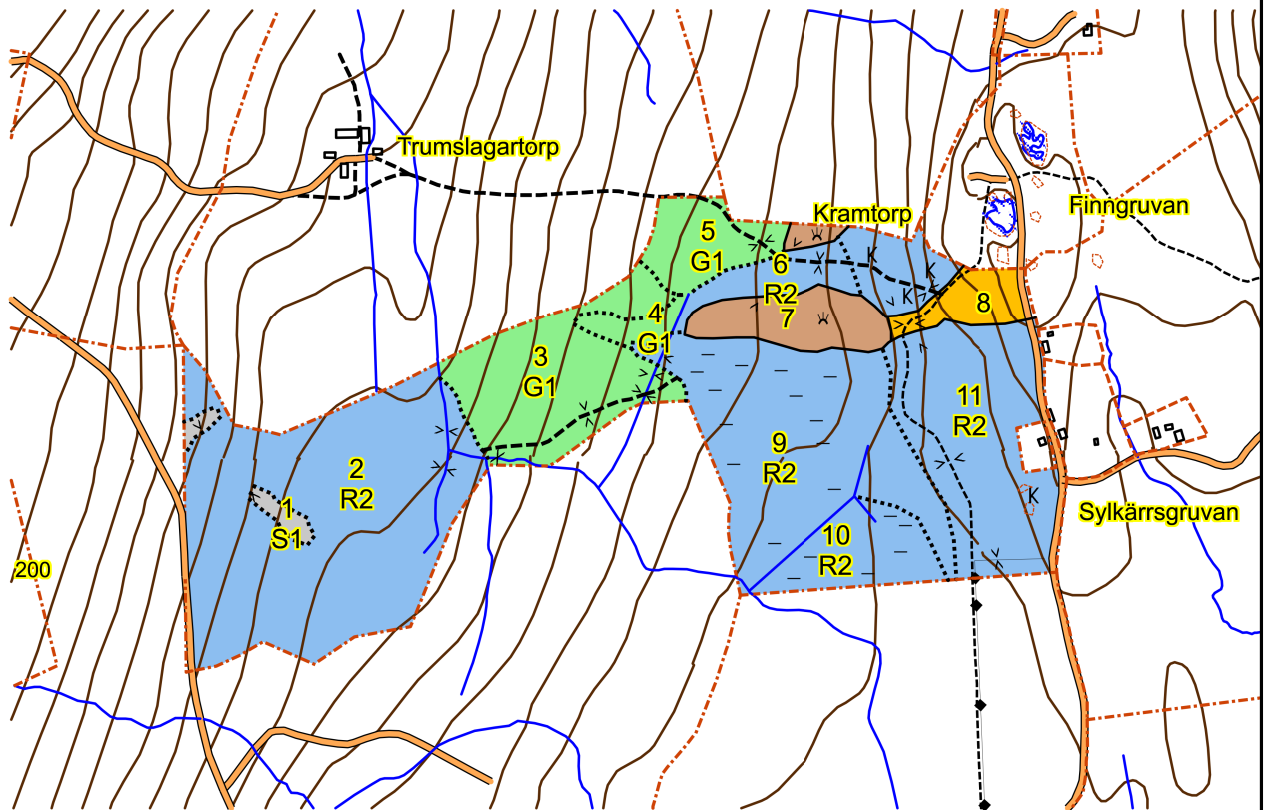 Trumslagartorp
Finngruvan
Kramtorp
5
G1
K
6
R2
K
K
7
8
4
G1
3
G1
11
R2
2
R2
9
R2
1
S1
K
Sylkärrsgruvan
10
R2
200